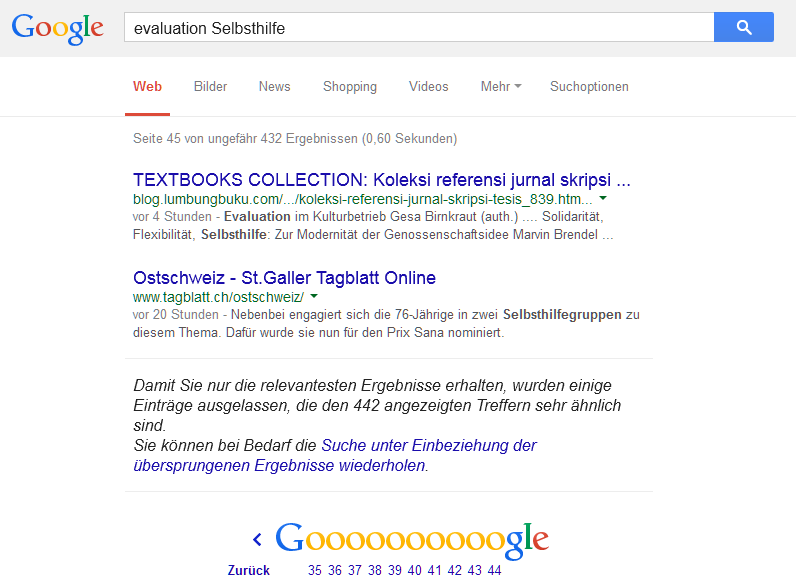 Google
evaluation Selbsthilfe
Web Bilder News Shopping Videos Mehr Suchoptionen
Seite 45 von ungefähr 432 Ergebnissen (0,60 Sekunden)
TEXTBOOKS COLLECTION: Koleksi referensi jurnal skripsi ...
blog.lumbungbuku.com/.../koleksi-referensi-jurnal-skripsi-tesis_839.htm...
vor 4 Stunden - Evaluation im Kulturbetrieb Gesa Birnkraut (auth.) .... Solidarität,
Flexibilität, Selbsthilfe: Zur Modernität der Genossenschaftsidee Marvin Brendel ...
Ostschweiz - St.Galler Tagblatt Online
www.tagblatt.ch/ostschweiz/
vor 20 Stunden - Nebenbei engagiert sich die 76-Jährige in zwei Selbsthilfegruppen zu
diesem Thema. Dafür wurde sie nun für den Prix Sana nominiert.
Damit Sie nur die relevantesten Ergebnisse erhalten, wurden einige
Einträge ausgelassen, die den 442 angezeigten Treffern sehr ähnlich
sind.
Sie können bei Bedarf die Suche unter Einbeziehung der
übersprungenen Ergebnisse wiederholen.
< Goooooooooogle
Zurück 35 36 37 38 39 40 41 42 43 44